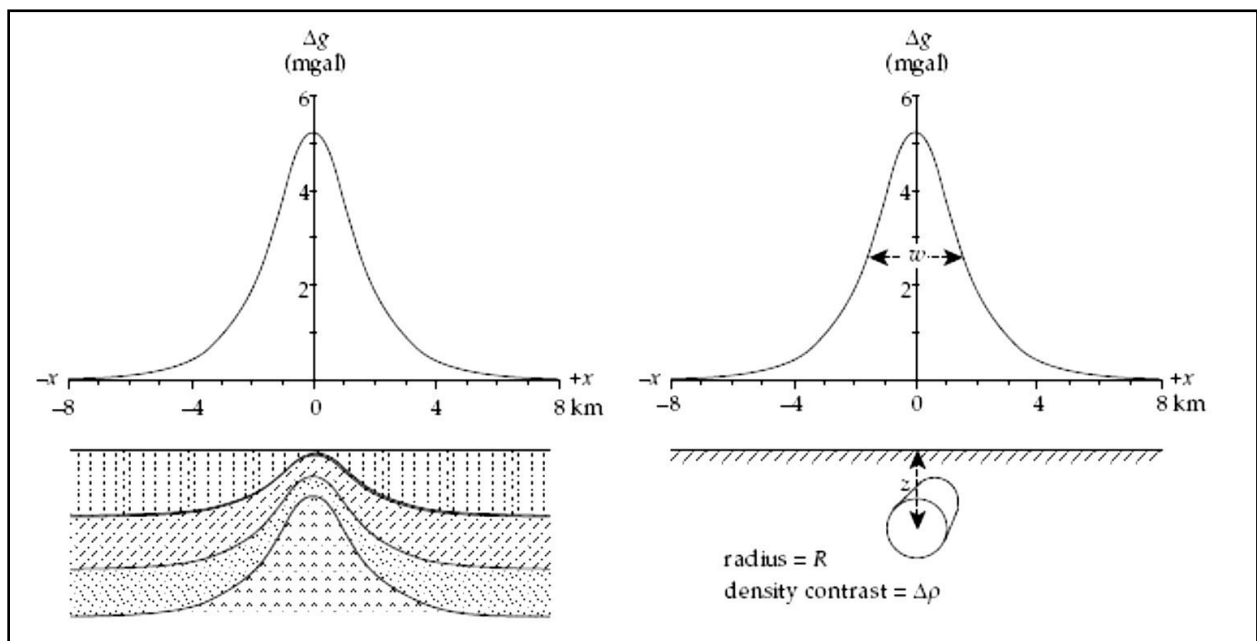 Δg
(mgal)
6
4
2
–x
+x
–8
–4
0
4
8 km
Δg
(mgal)
6
4
w
2
–x
+x
–8
–4
0
4
8 km
z
radius = R
density contrast = Δρ